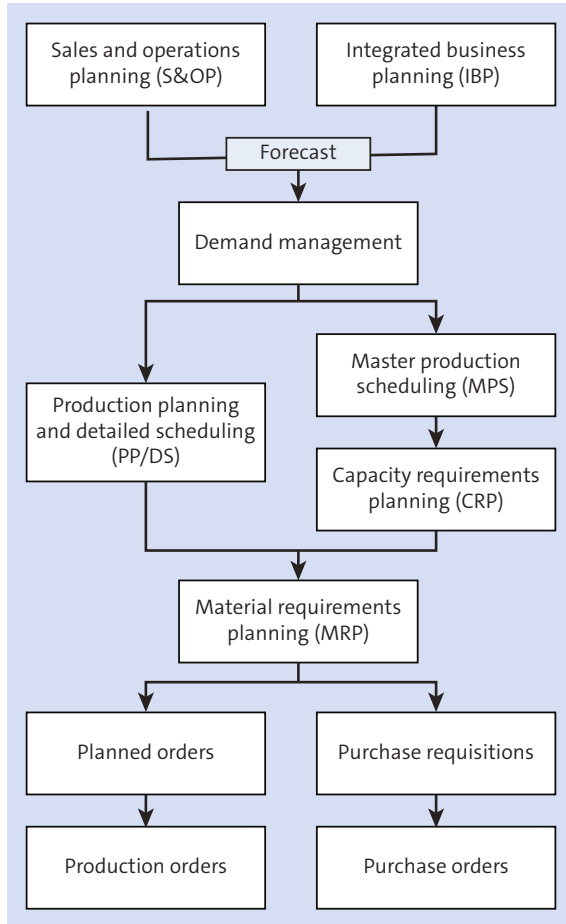 Sales and operations
planning (S&OP)
Integrated business
planning (IBP)
Forecast
Demand management
Master production
scheduling (MPS)
Production planning
and detailed scheduling
(PP/DS)
Capacity requirements
planning (CRP)
Material requirements
planning (MRP)
Planned orders
Purchase requisitions
Production orders
Purchase orders